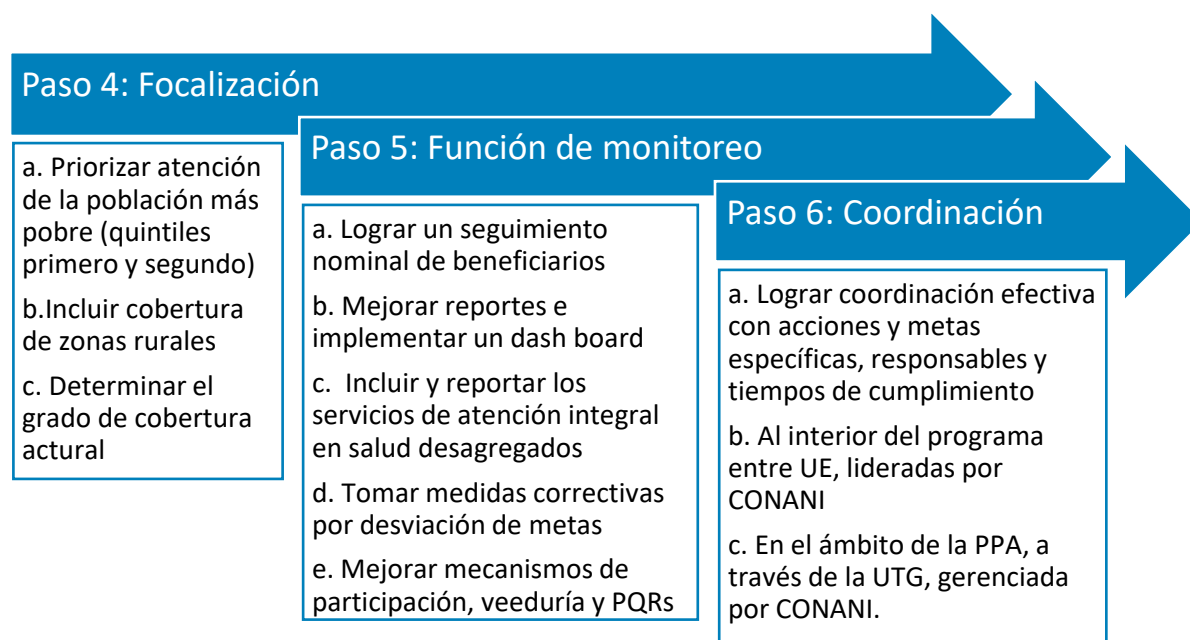 Paso 4: Focalización
a. Priorizar atención
de la población más
pobre (quintiles
primero y segundo)
b.Incluir cobertura
de zonas rurales
c. Determinar el
grado de cobertura
actural
Paso 5: Función de monitoreo
a. Lograr un seguimiento
nominal de beneficiarios
b. Mejorar reportes e
implementar un dash board
c. Incluir y reportar los
servicios de atención integral
en salud desagregados
d. Tomar medidas correctivas
por desviación de metas
e. Mejorar mecanismos de
participación, veeduría y PQRs
Paso 6: Coordinación
a. Lograr coordinación efectiva
con acciones y metas
específicas, responsables y
tiempos de cumplimiento
b. Al interior del programa
entre UE, lideradas por
CONANI
c. En el ámbito de la PPA, a
través de la UTG, gerenciada
por CONANI.